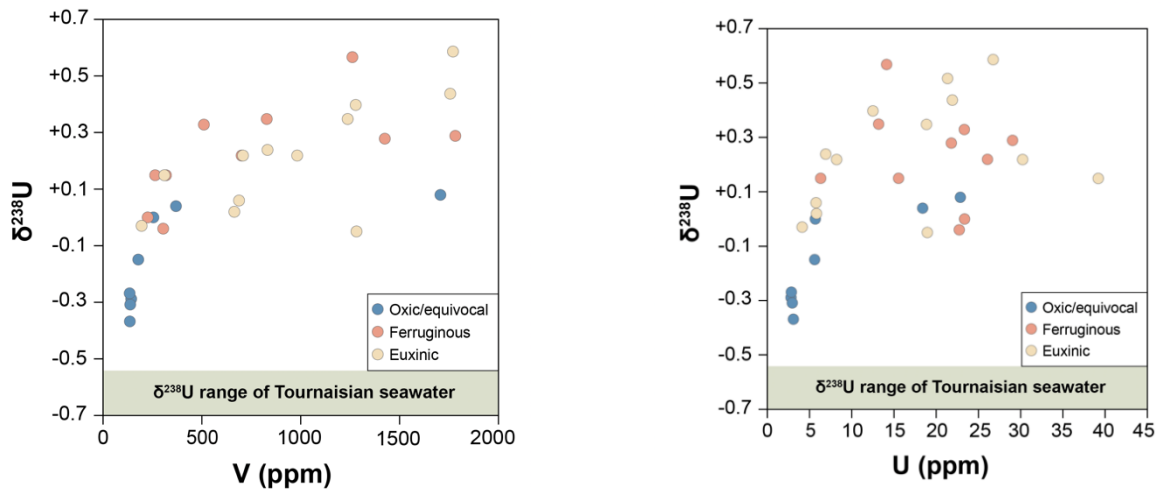 +0.7
+0.5
+0.3
+0.1
-0.1
-0.3
-0.5
-0.7
δ²³⁸U
Oxic/equivocal
Ferruginous
Euxinic
δ²³⁸U range of Tournaisian seawater
0
500
1000
1500
2000
V (ppm)
+0.7
+0.5
+0.3
+0.1
-0.1
-0.3
-0.5
-0.7
δ²³⁸U
Oxic/equivocal
Ferruginous
Euxinic
δ²³⁸U range of Tournaisian seawater
0
5
10
15
20
25
30
35
40
45
U (ppm)